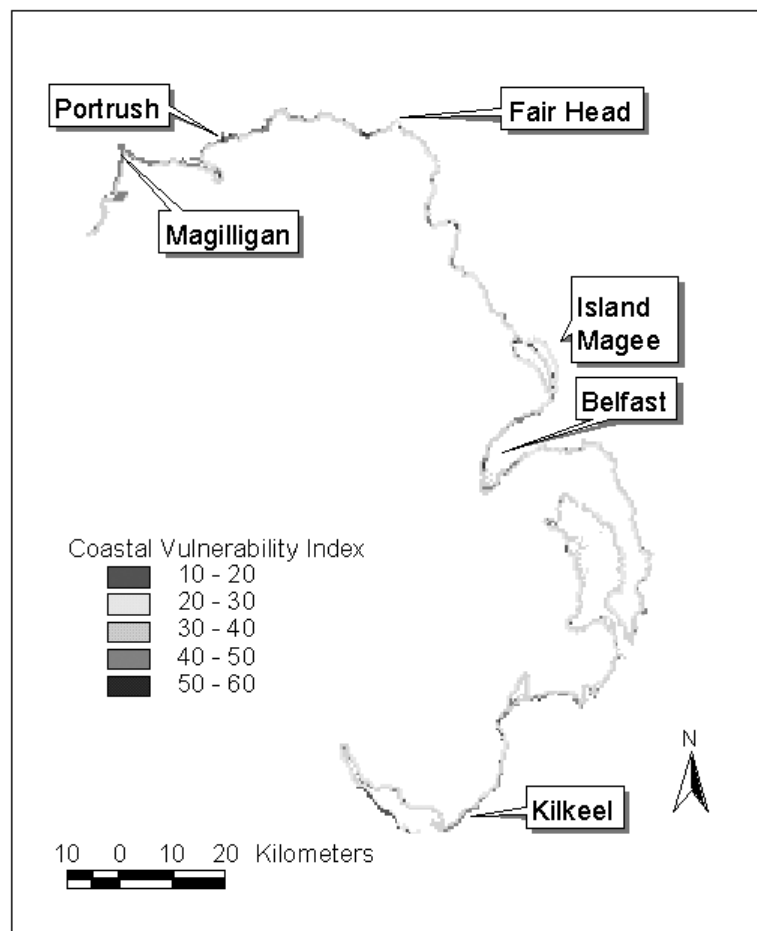 Portrush
Fair Head
Magilligan
Island
Magee
Belfast
Coastal Vulnerability Index
10 - 20
20 - 30
30 - 40
40 - 50
50 - 60
N
Kilkeel
10 0 10 20 Kilometers